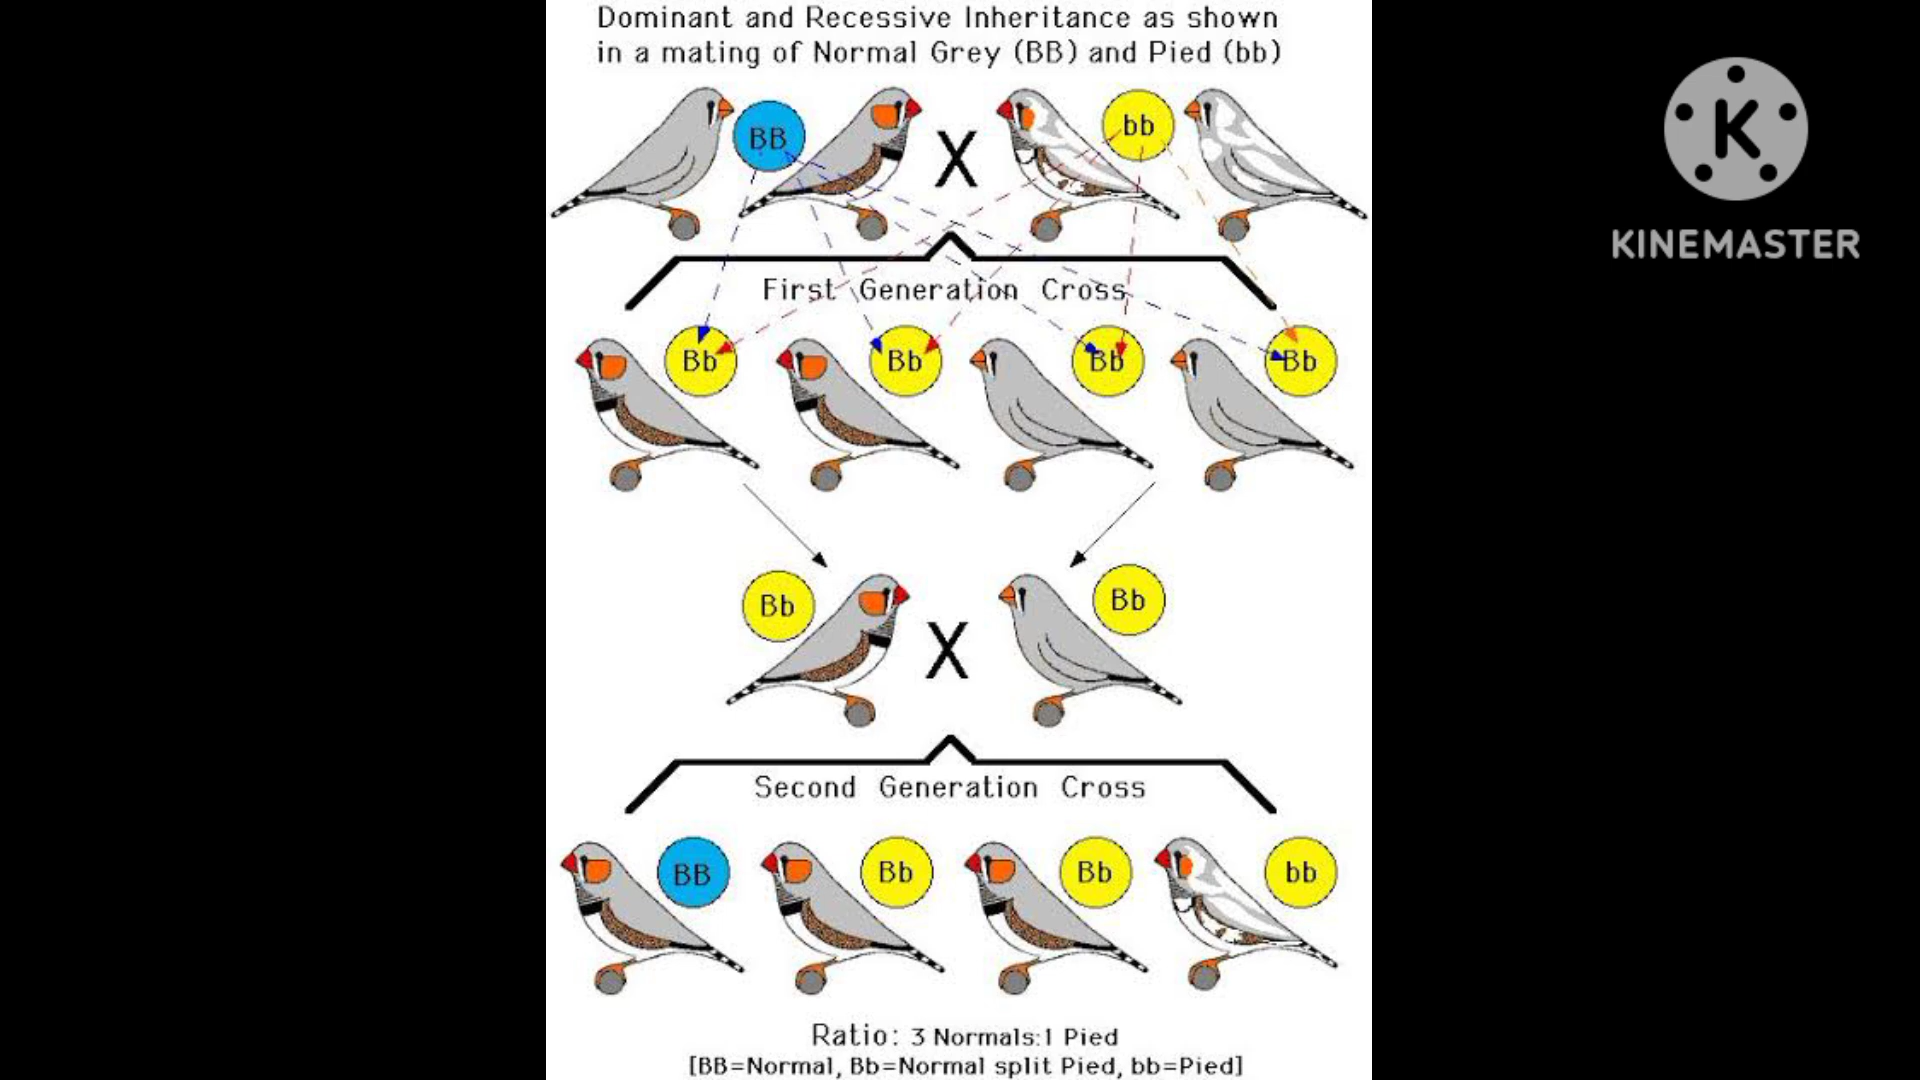 Dominant and Recessive Inheritance as shown
in a mating of Normal Grey (BB) and Pied (bb)
BB
bb
X
First Generation Cross
Bb
Bb
Bb
Bb
Bb
Bb
X
Second Generation Cross
BB
Bb
Bb
bb
Ratio: 3 Normals:1 Pied
[BB=Normal, Bb=Normal split Pied, bb=Pied]
K
KINEMASTER